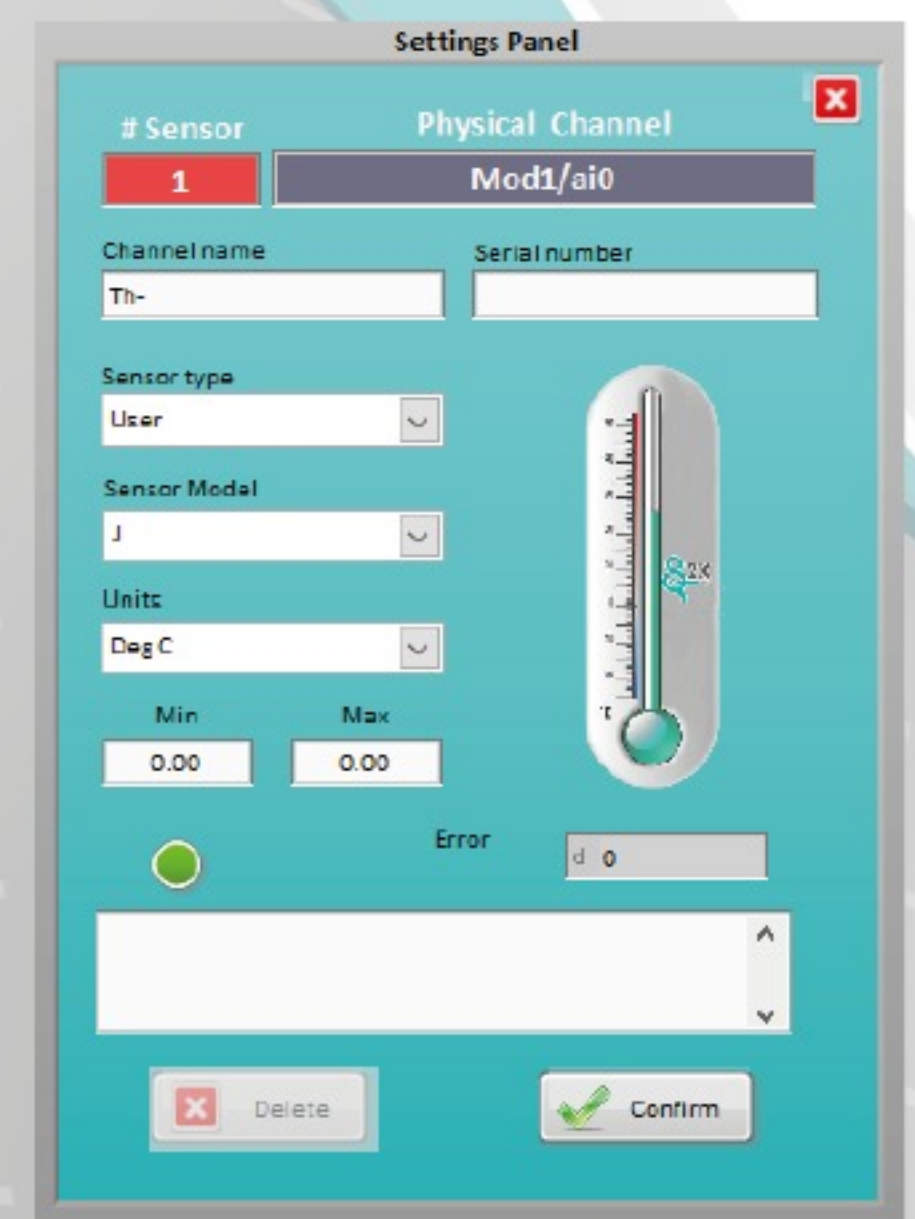 Settings Panel
# Sensor
Physical Channel
1
Mod1/ai0
Channel name
Serial number
Th-
Sensor type
User
Sensor Model
J
Units
Deg C
Min
Max
0.00
0.00
Error
d 0
Delete
Confirm